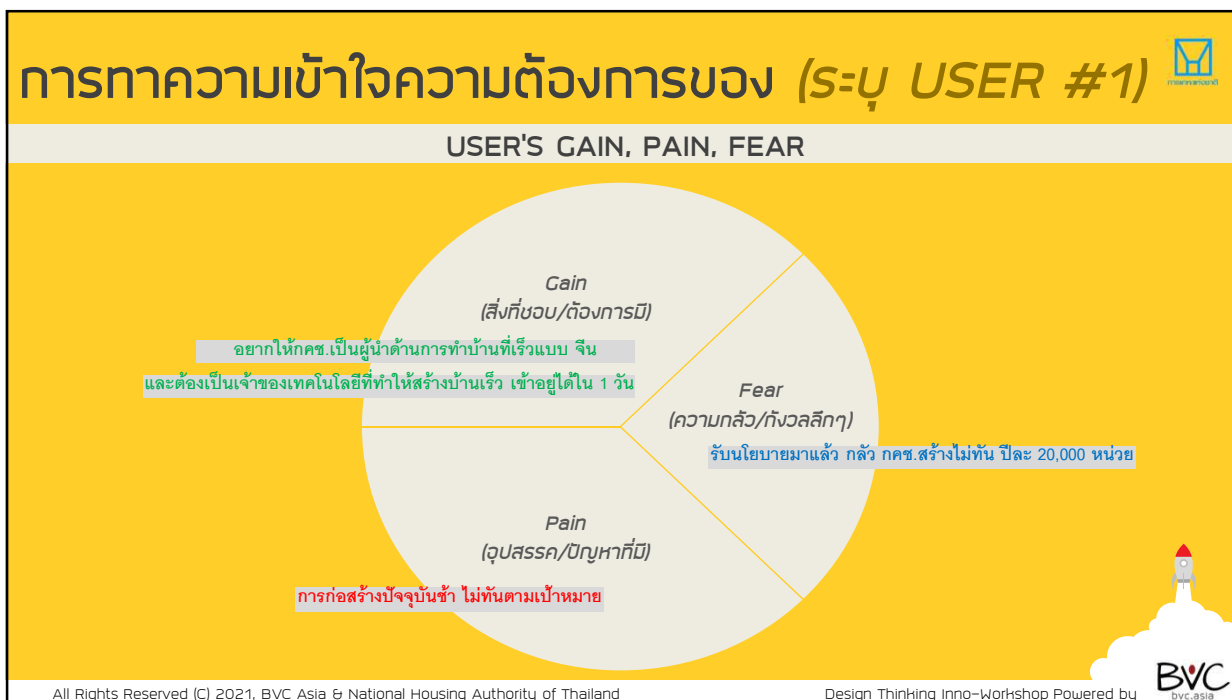 การทาความเข้าใจความต้องการของ (ระบุ USER #1)
การเคหะแห่งชาติ
USER'S GAIN, PAIN, FEAR
Gain
(สิ่งที่ชอบ/ต้องการมี)
อยากให้กคช.เป็นผู้นำด้านการทำบ้านที่เร็วแบบ จีน
และต้องเป็นเจ้าของเทคโนโลยีที่ทำให้สร้างบ้านเร็ว เข้าอยู่ได้ใน 1 วัน
Fear
(ความกลัว/กังวลลึกๆ)
รับนโยบายมาแล้ว กลัว กคช.สร้างไม่ทัน ปีละ 20,000 หน่วย
Pain
(อุปสรรค/ปัญหาที่มี)
การก่อสร้างปัจจุบันช้า ไม่ทันตามเป้าหมาย
All Rights Reserved (C) 2021, BVC Asia & National Housing Authority of Thailand
Design Thinking Inno-Workshop Powered by
BVC
bvc.asia